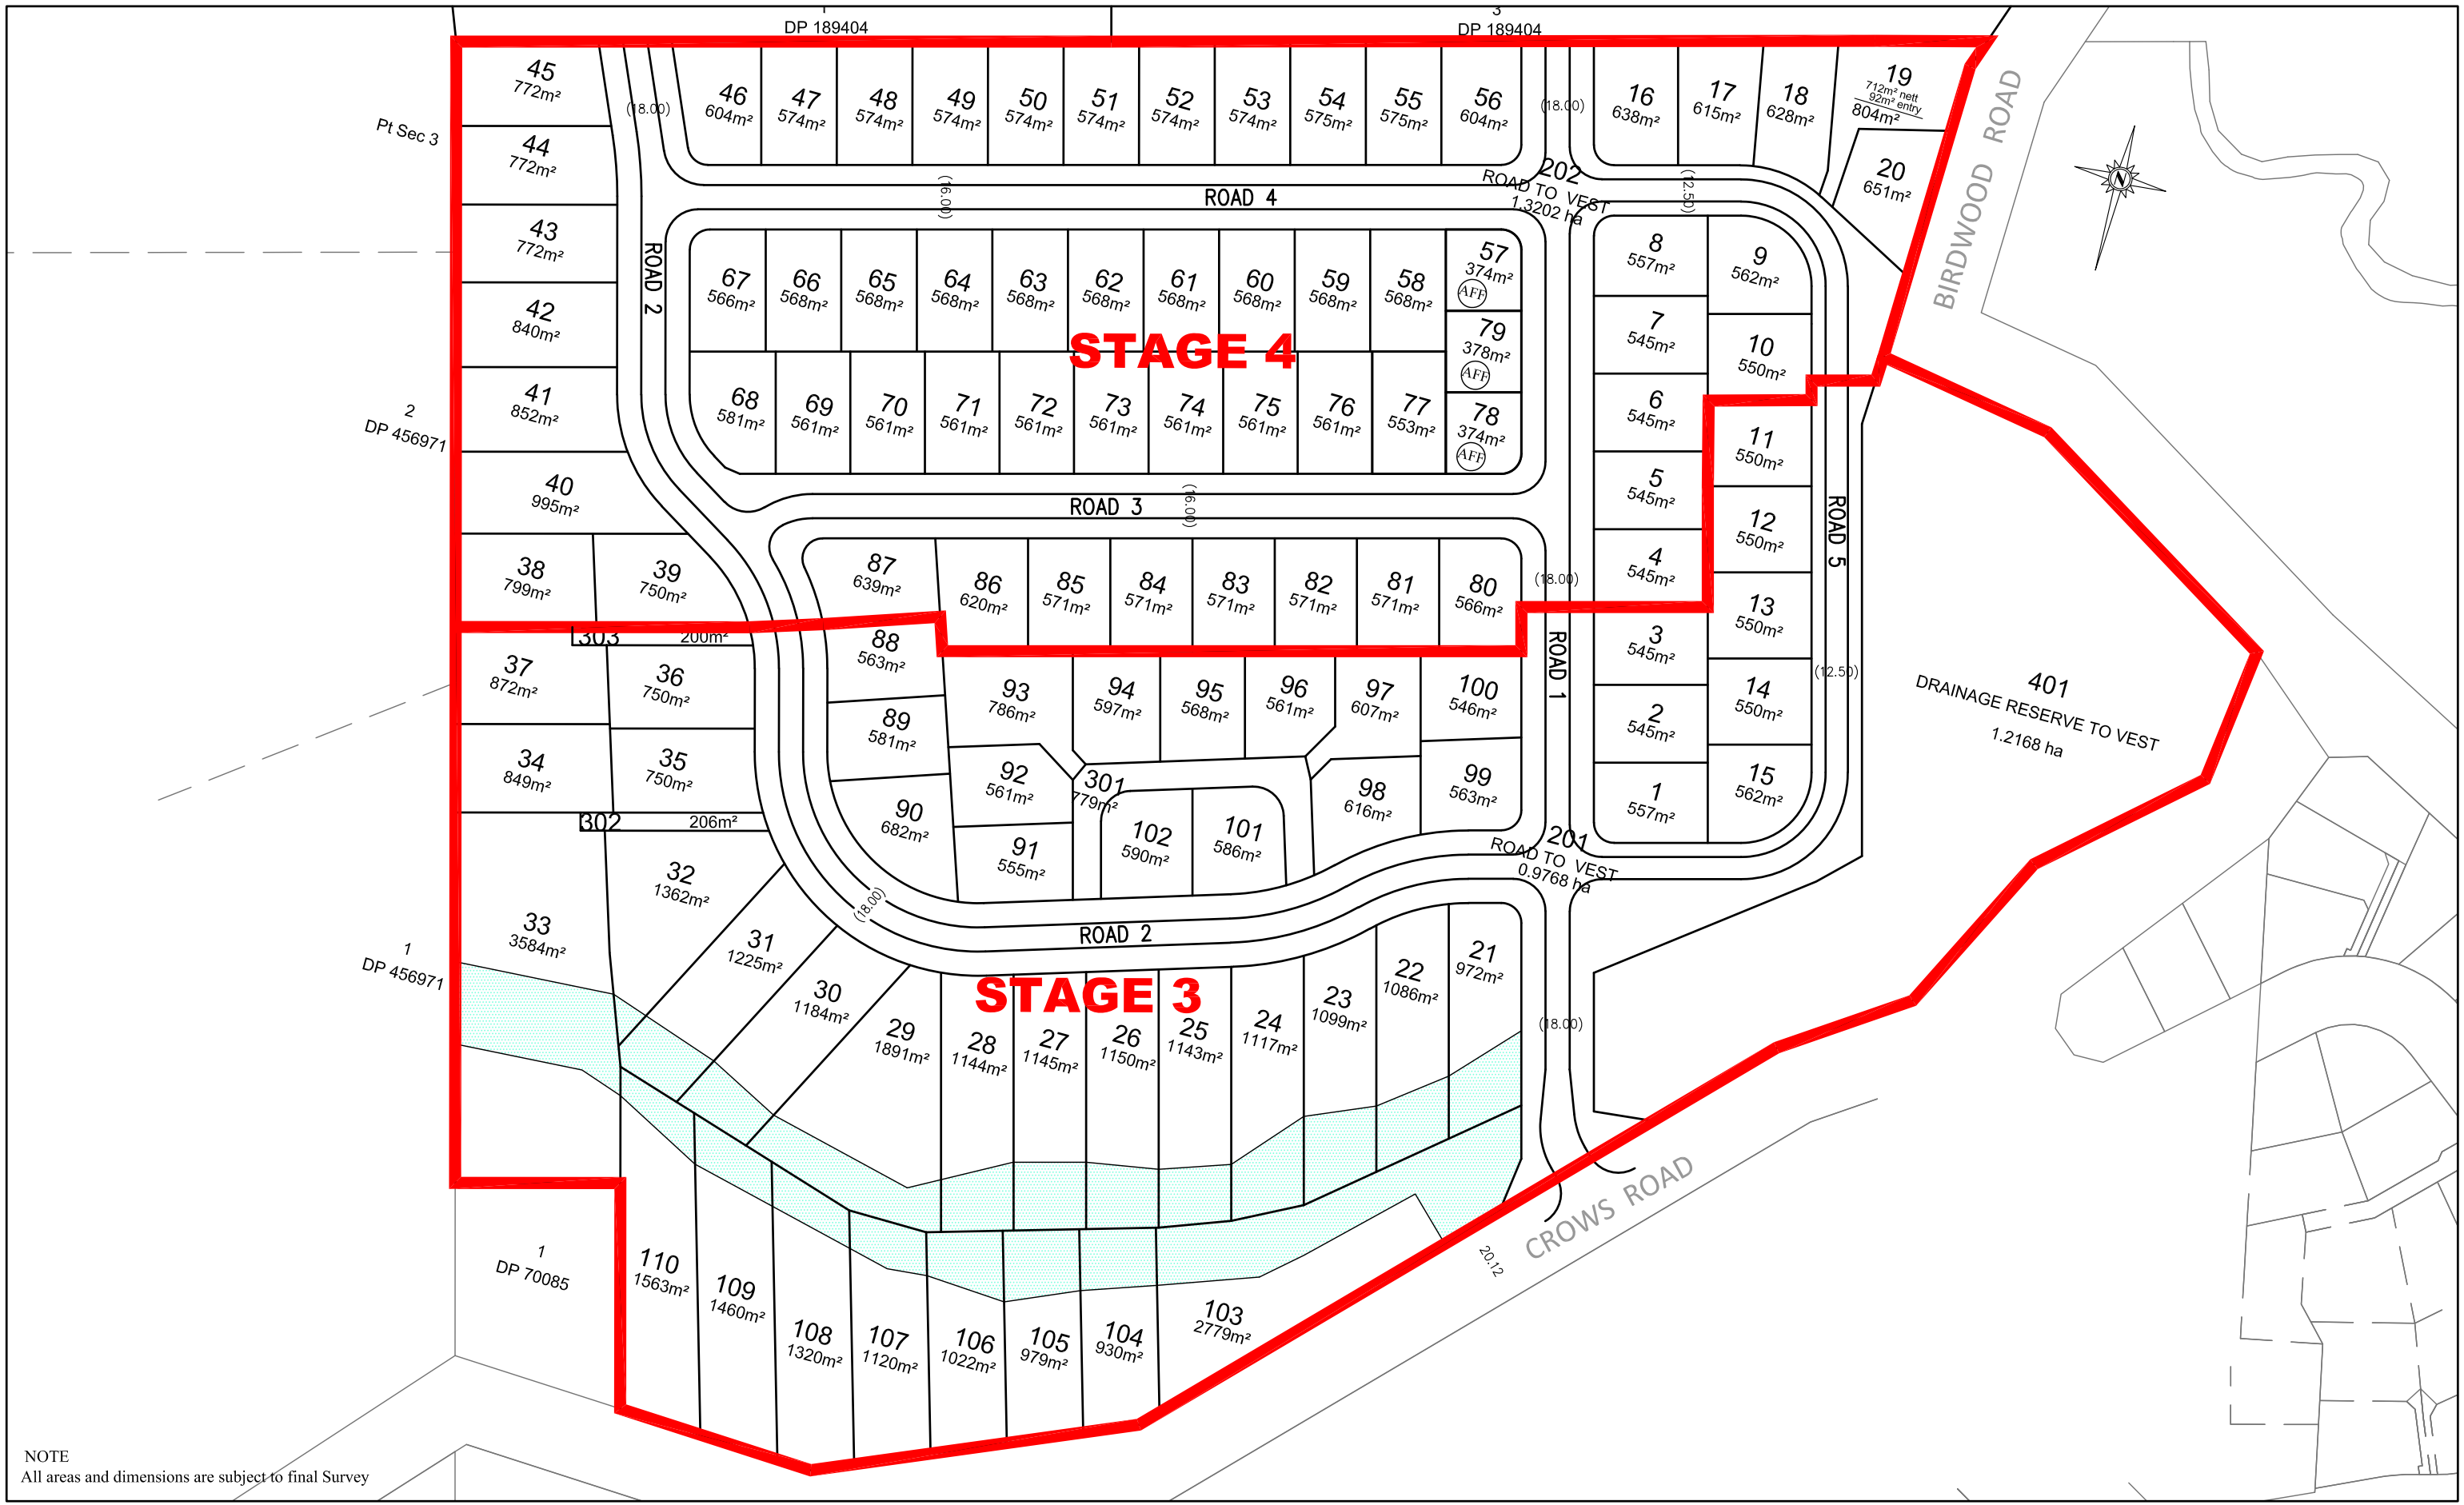 3
DP 189404
DP 189404
45
772m²
(18.00)
46
604m²
47
574m²
48
574m²
49
574m²
50
574m²
51
574m²
52
574m²
53
574m²
54
575m²
55
575m²
56
604m²
(18.00)
16
638m²
17
615m²
18
628m²
19
712m² nett
92m² entry
804m²
BIRDWOOD ROAD
N
Pt Sec 3
44
772m²
20
651m²
202
ROAD TO VEST
1.3202 ha
(16.00)
ROAD 4
(12.50)
43
772m²
ROAD 2
67
566m²
66
568m²
65
568m²
64
568m²
63
568m²
62
568m²
61
568m²
60
568m²
59
568m²
58
568m²
57
374m²
AFF
8
557m²
9
562m²
42
840m²
STAGE 4
79
378m²
AFF
7
545m²
10
550m²
2
DP 456971
41
852m²
68
581m²
69
561m²
70
561m²
71
561m²
72
561m²
73
561m²
74
561m²
75
561m²
76
561m²
77
553m²
78
374m²
AFF
6
545m²
11
550m²
40
995m²
ROAD 3
(16.00)
5
545m²
12
550m²
ROAD 5
38
799m²
39
750m²
87
639m²
86
620m²
85
571m²
84
571m²
83
571m²
82
571m²
81
571m²
80
566m²
(18.00)
4
545m²
13
550m²
303
200m²
88
563m²
ROAD 1
3
545m²
37
872m²
36
750m²
93
786m²
94
597m²
95
568m²
96
561m²
97
607m²
100
546m²
14
550m²
(12.50)
401
DRAINAGE RESERVE TO VEST
1.2168 ha
89
581m²
2
545m²
34
849m²
35
750m²
92
561m²
301
779m²
98
616m²
99
563m²
1
557m²
15
562m²
302
206m²
90
682m²
91
555m²
102
590m²
101
586m²
201
ROAD TO VEST
0.9768 ha
32
1362m²
(18.00)
33
3584m²
31
1225m²
ROAD 2
1
DP 456971
30
1184m²
STAGE 3
29
1891m²
28
1144m²
27
1145m²
26
1150m²
25
1143m²
24
1117m²
23
1099m²
22
1086m²
21
972m²
(18.00)
CROWS ROAD
20.12
1
DP 70085
110
1563m²
109
1460m²
108
1320m²
107
1120m²
106
1022m²
105
979m²
104
930m²
103
2779m²
NOTE
All areas and dimensions are subject to final Survey